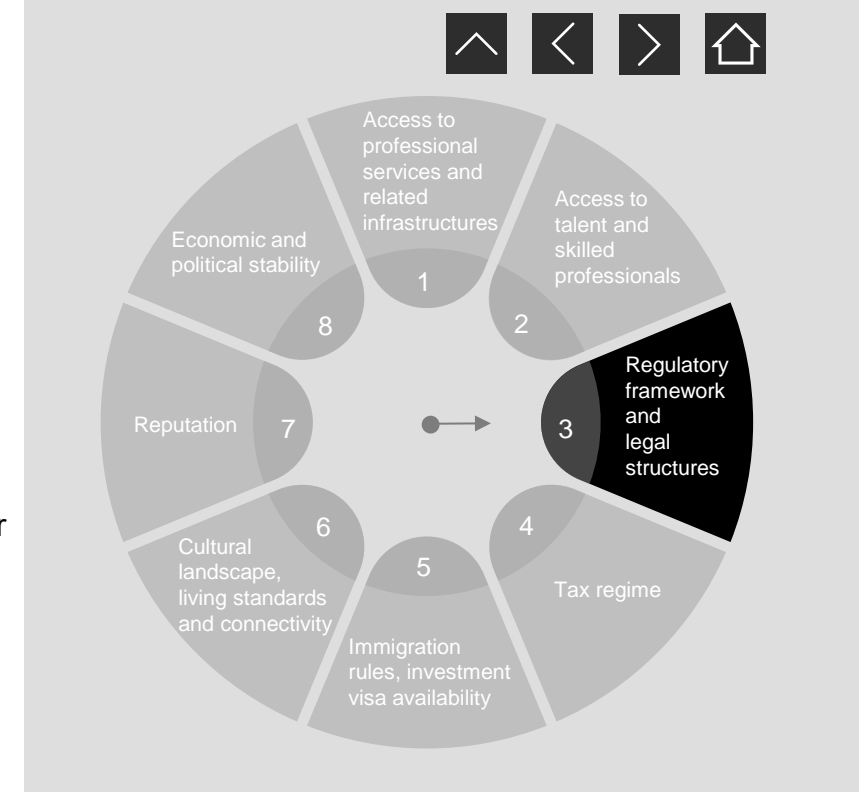 Access to
professional
services and
related
infrastructures
1
Access to
talent and
skilled
professionals
2
Regulatory
framework
and
legal
structures
3
Tax regime
4
Immigration
rules, investment
visa availability
5
Cultural
landscape,
living standards
and connectivity
6
Reputation
7
Economic and
political stability
8
r